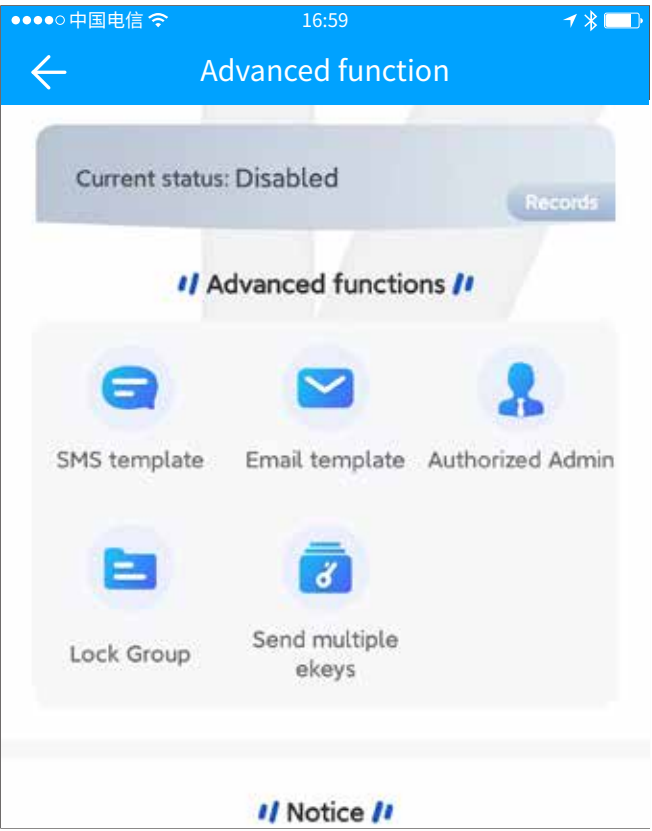 中国电信 16:59
Advanced function
Current status: Disabled
Records
Advanced functions
SMS template Email template Authorized Admin
Lock Group Send multiple
ekeys
Notice